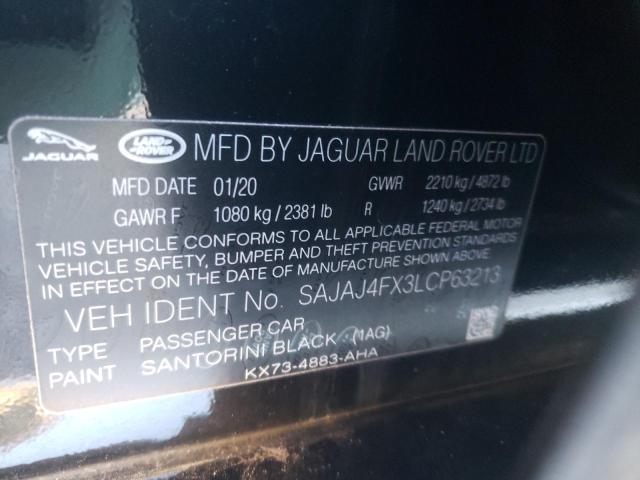 JAGUAR LAND ROVER MFD BY JAGUAR LAND ROVER LTD
MFD DATE 01/20 GVWR 2210 kg / 4872 lb
GAWR F 1080 kg / 2381 lb R 1240 kg / 2734 lb
THIS VEHICLE CONFORMS TO ALL APPLICABLE FEDERAL MOTOR
VEHICLE SAFETY, BUMPER AND THEFT PREVENTION STANDARDS
IN EFFECT ON THE DATE OF MANUFACTURE SHOWN ABOVE
VEH IDENT No. SAJAJ4FX3LCP63213
TYPE PASSENGER CAR
PAINT SANTORINI BLACK (1AG)
KX73-4883-AHA